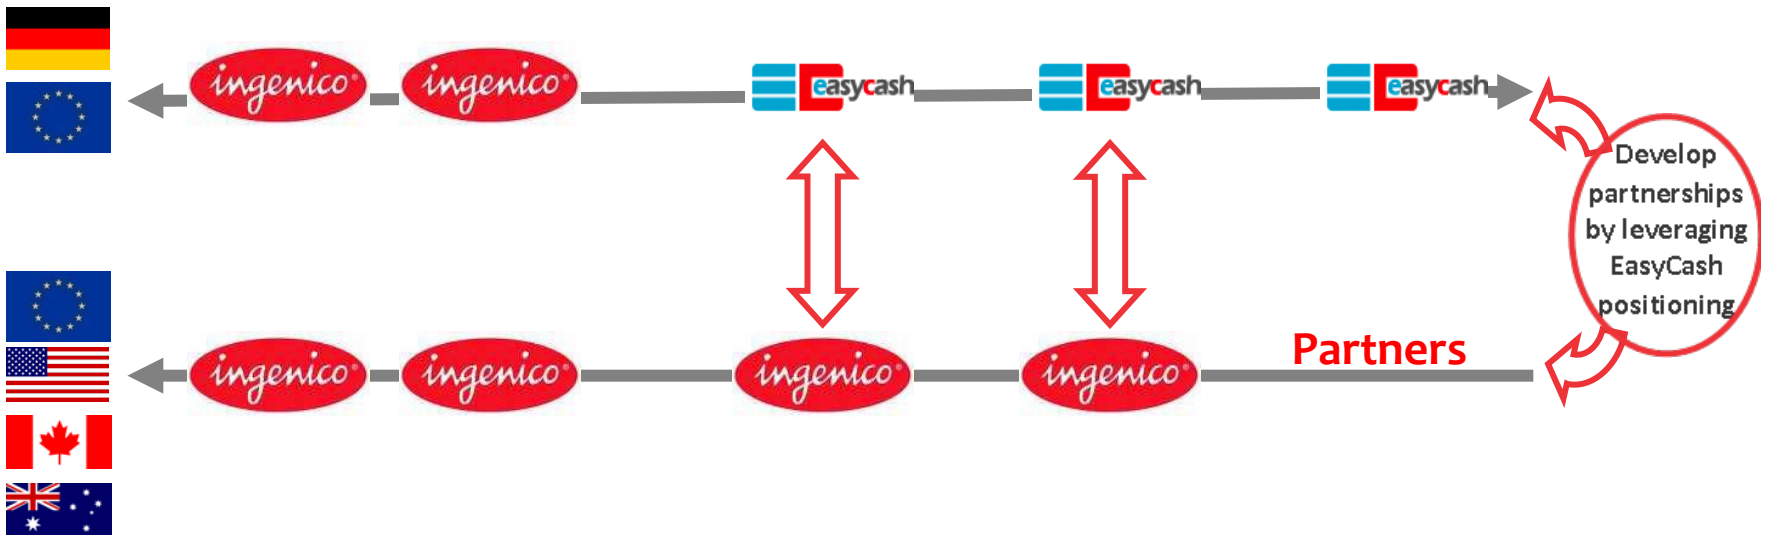 ingenico ingenico easycash easycash easycash
Develop
partnerships
by leveraging
EasyCash
positioning
Partners
ingenico ingenico ingenico ingenico